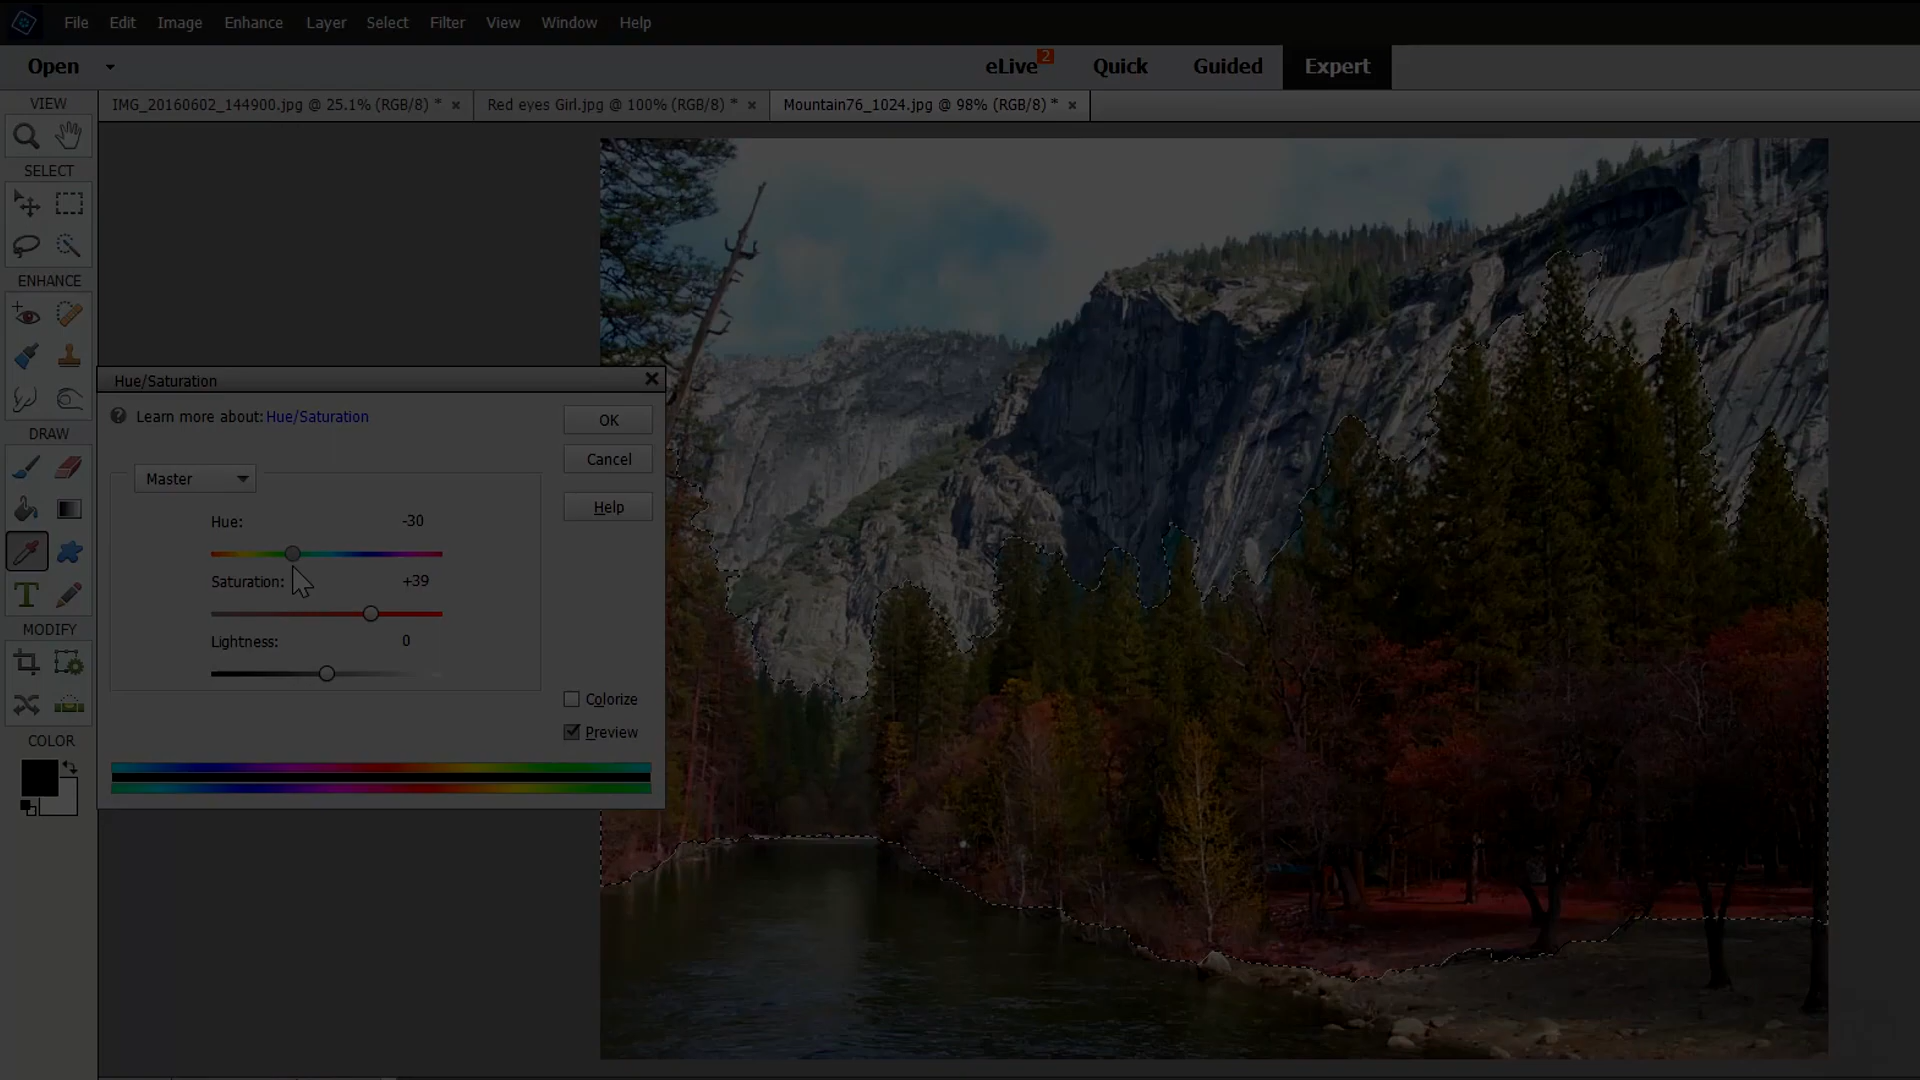 File Edit Image Enhance Layer Select Filter View Window Help
Open eLive 2 Quick Guided Expert
VIEW
IMG_20160602_144900.jpg @ 25.1% (RGB/8) * × Red eyes Girl.jpg @ 100% (RGB/8) * × Mountain76_1024.jpg @ 98% (RGB/8) * ×
SELECT
ENHANCE
DRAW
MODIFY
COLOR
Hue/Saturation
Learn more about: Hue/Saturation
OK
Cancel
Help
Master
Hue: -30
Saturation: +39
Lightness: 0
Colorize
Preview